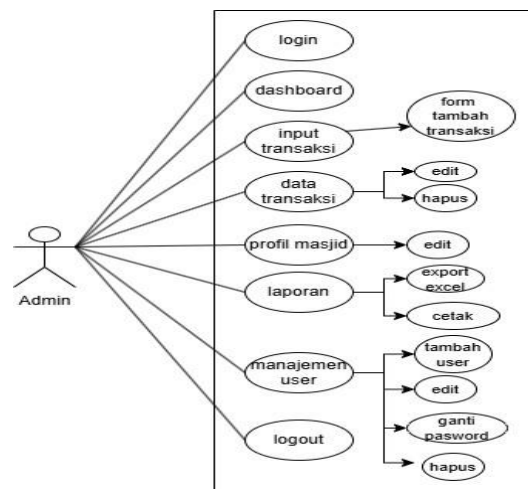 login
dashboard
form
tambah
transaksi
input
transaksi
data
transaksi
edit
hapus
profil masjid
edit
Admin
laporan
export
excel
cetak
manajemen
user
tambah
user
edit
ganti
pasword
logout
hapus